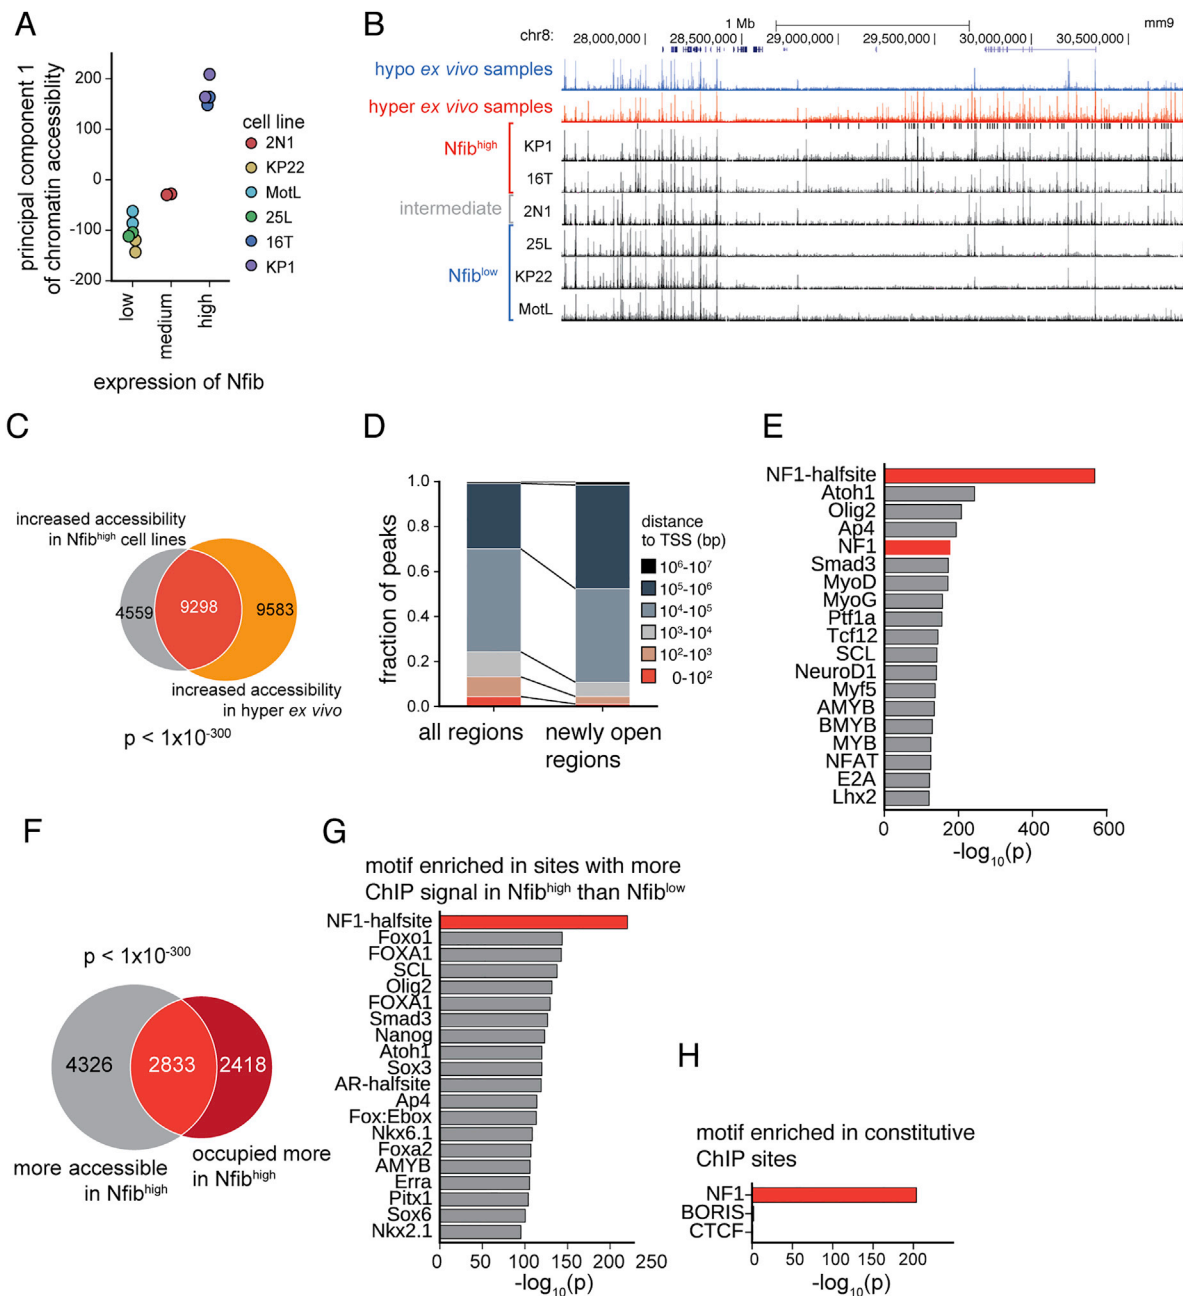 A
principal component 1
of chromatin accessiblity
200
100
0
-100
-200
low
medium
high
expression of Nfib
cell line
2N1
KP22
MotL
25L
16T
KP1
B
1 Mb
mm9
chr8:
28,000,000
28,500,000
29,000,000
29,500,000
30,000,000
30,500,000
hypo ex vivo samples
hyper ex vivo samples
Nfibhigh
KP1
16T
intermediate
2N1
Nfiblow
25L
KP22
MotL
C
increased accessibility
in Nfibhigh cell lines
4559
9298
9583
increased accessibility
in hyper ex vivo
p < 1x10-300
D
fraction of peaks
1.0
0.8
0.6
0.4
0.2
0.0
all regions
newly open
regions
distance
to TSS (bp)
10⁶-10⁷
10⁵-10⁶
10⁴-10⁵
10³-10⁴
10²-10³
0-10²
E
NF1-halfsite
Atoh1
Olig2
Ap4
NF1
Smad3
MyoD
MyoG
Ptf1a
Tcf12
SCL
NeuroD1
Myf5
AMYB
BMYB
MYB
NFAT
E2A
Lhx2
0
200
400
600
-log₁₀(p)
F
p < 1x10-300
4326
2833
2418
more accessible
in Nfibhigh
occupied more
in Nfibhigh
G
motif enriched in sites with more
ChIP signal in Nfibhigh than Nfiblow
NF1-halfsite
Foxo1
FOXA1
SCL
Olig2
FOXA1
Smad3
Nanog
Atoh1
Sox3
AR-halfsite
Ap4
Fox:Ebox
Nkx6.1
Foxa2
AMYB
Erra
Pitx1
Sox6
Nkx2.1
0
50
100
150
200
250
-log₁₀(p)
H
motif enriched in constitutive
ChIP sites
NF1
BORIS
CTCF
0
50
100
150
200
-log₁₀(p)